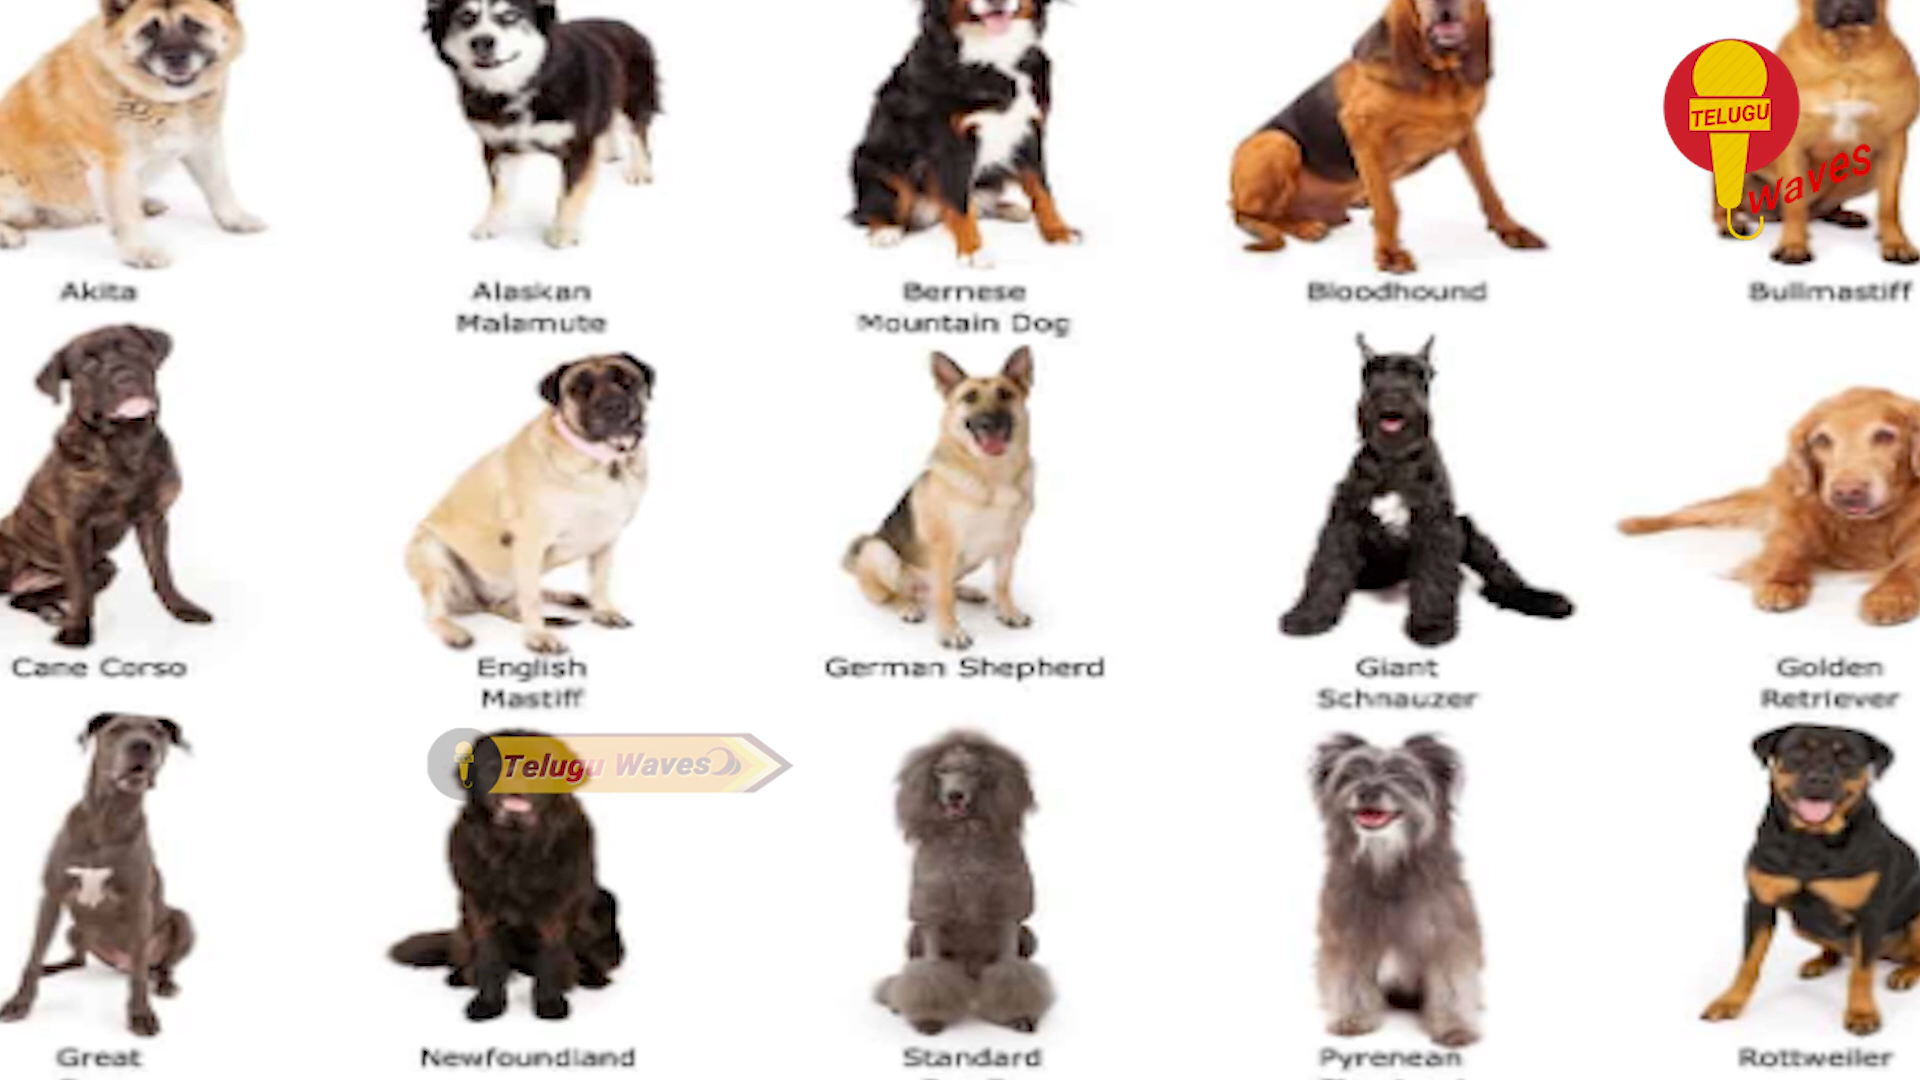 TELUGU
Waves
Akita
Alaskan
Malamute
Bernese
Mountain Dog
Bloodhound
Bullmastiff
Cane Corso
English
Mastiff
German Shepherd
Giant
Schnauzer
Golden
Retriever
Telugu Waves
Great
Newfoundland
Standard
Pyrenean
Rottweiler